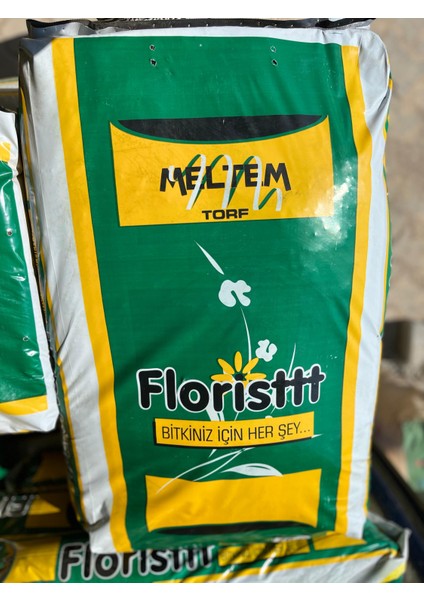 MELTEM
TORF
Floristtt
BİTKİNİZ İÇİN HER ŞEY...
Floristtt